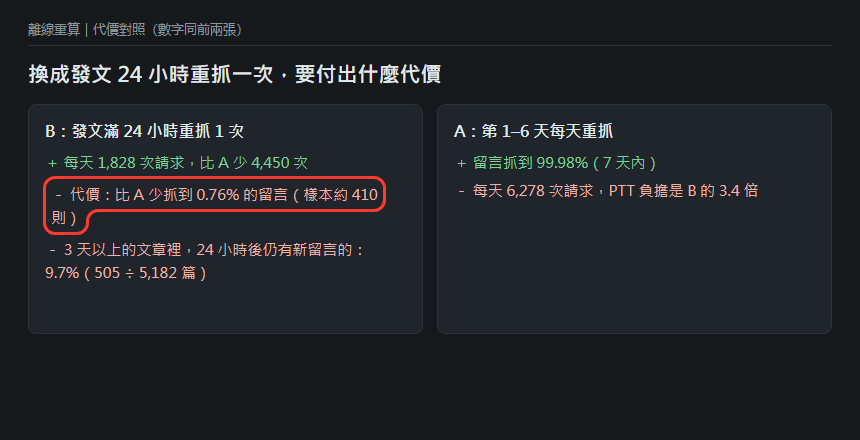 離線重算｜代價對照（數字同前兩張）
換成發文 24 小時重抓一次，要付出什麼代價
B：發文滿 24 小時重抓 1 次
+ 每天 1,828 次請求，比 A 少 4,450 次
- 代價：比 A 少抓到 0.76% 的留言（樣本約 410
則）
- 3 天以上的文章裡，24 小時後仍有新留言的：
9.7%（505 ÷ 5,182 篇）
A：第 1–6 天每天重抓
+ 留言抓到 99.98%（7 天內）
- 每天 6,278 次請求，PTT 負擔是 B 的 3.4 倍